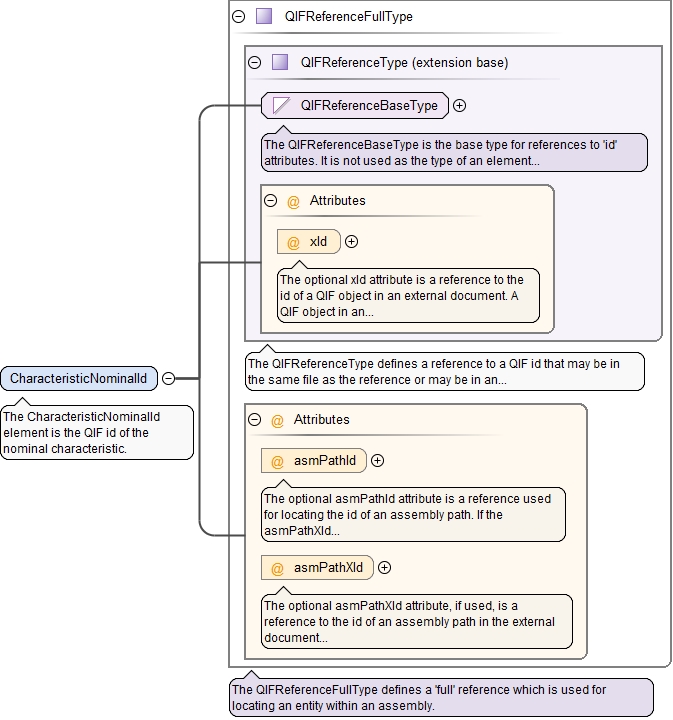 QIFReferenceFullType
QIFReferenceType (extension base)
QIFReferenceBaseType
The QIFReferenceBaseType is the base type for references to 'id'
attributes. It is not used as the type of an element...
@ Attributes
@ xId
The optional xId attribute is a reference to the
id of a QIF object in an external document. A
QIF object in an...
The QIFReferenceType defines a reference to a QIF id that may be in
the same file as the reference or may be in an...
CharacteristicNominalId
The CharacteristicNominalId
element is the QIF id of the
nominal characteristic.
@ Attributes
@ asmPathId
The optional asmPathId attribute is a reference used
for locating the id of an assembly path. If the
asmPathXId...
@ asmPathXId
The optional asmPathXId attribute, if used, is a
reference to the id of an assembly path in the external
document...
The QIFReferenceFullType defines a 'full' reference which is used for
locating an entity within an assembly.